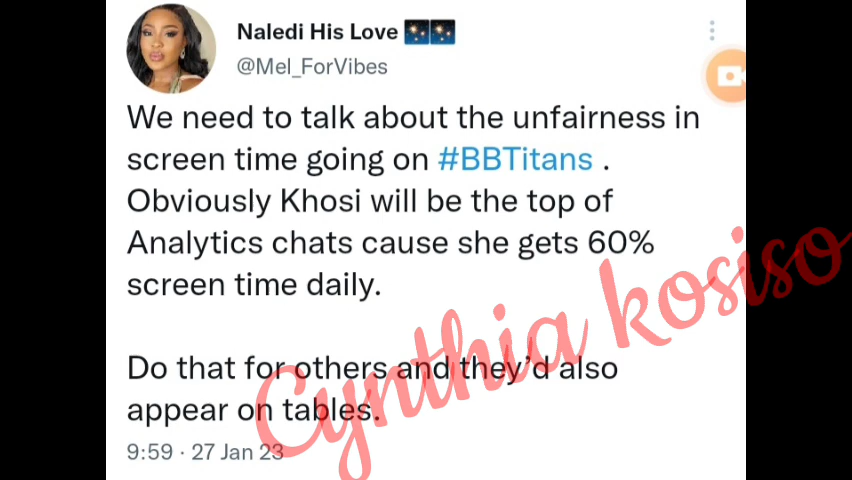 Naledi His Love 🎇🎇
@Mel_ForVibes
We need to talk about the unfairness in
screen time going on #BBTitans .
Obviously Khosi will be the top of
Analytics chats cause she gets 60%
screen time daily.
Do that for others and they'd also
appear on tables.
9:59 · 27 Jan 23
Cynthia kosiso